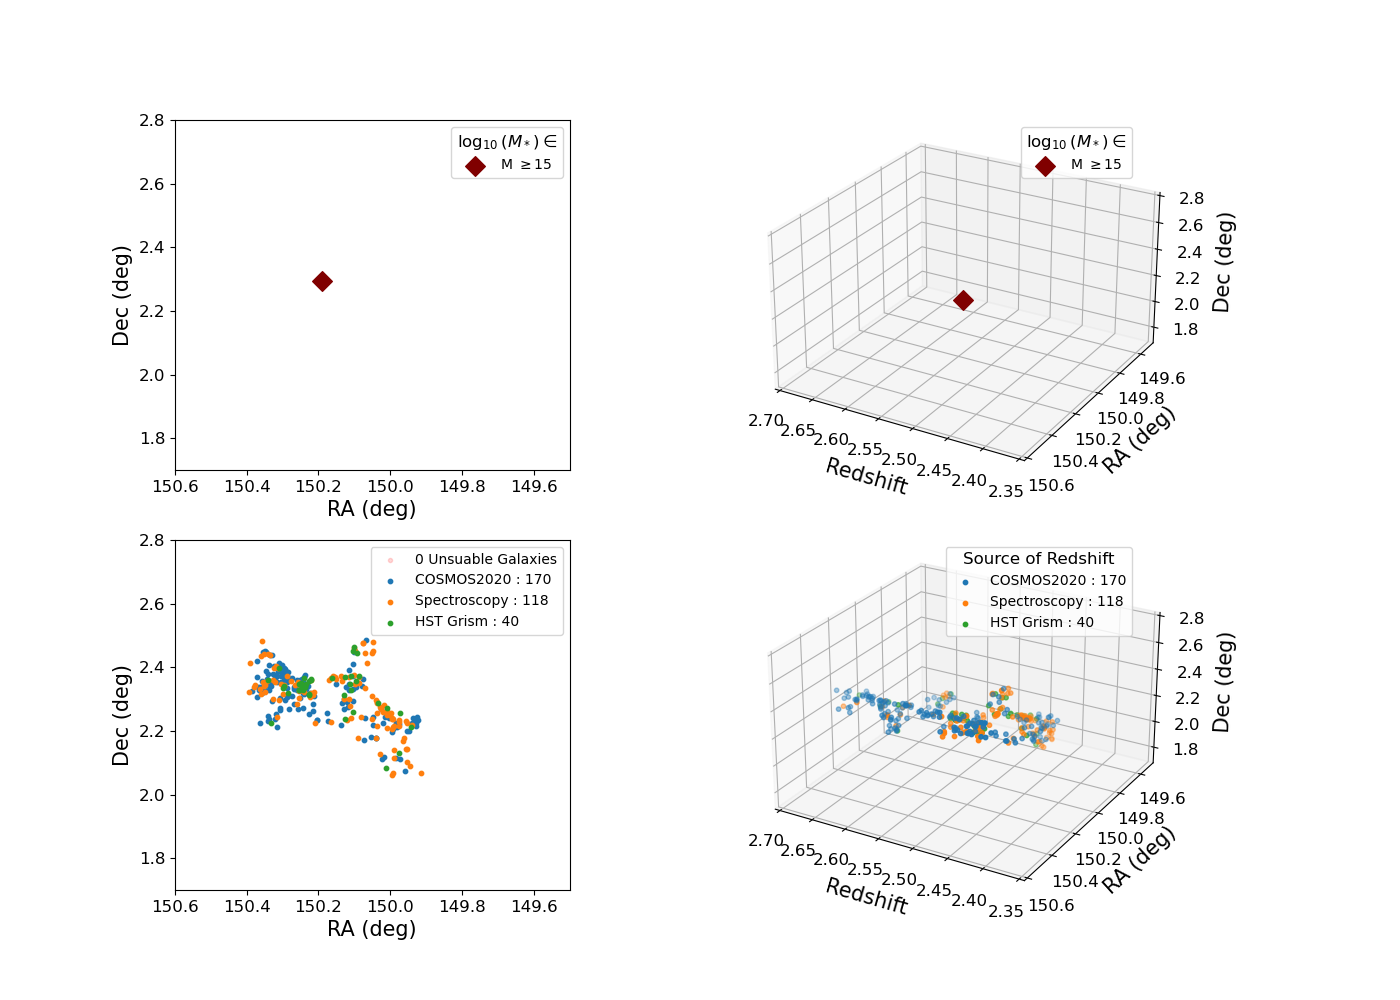 2.8
2.6
2.4
2.2
2.0
1.8
Dec (deg)
150.6 150.4 150.2 150.0 149.8 149.6
RA (deg)
log₁₀ (M*) ∈
M ≥15
log₁₀ (M*) ∈
M ≥15
2.8
2.6
2.4
2.2
2.0
1.8
Dec (deg)
149.6
149.8
150.0
150.2
150.4
150.6
RA (deg)
2.70 2.65 2.60 2.55 2.50 2.45 2.40 2.35
Redshift
2.8
2.6
2.4
2.2
2.0
1.8
Dec (deg)
150.6 150.4 150.2 150.0 149.8 149.6
RA (deg)
0 Unsuable Galaxies
COSMOS2020 : 170
Spectroscopy : 118
HST Grism : 40
Source of Redshift
COSMOS2020 : 170
Spectroscopy : 118
HST Grism : 40
2.8
2.6
2.4
2.2
2.0
1.8
Dec (deg)
149.6
149.8
150.0
150.2
150.4
150.6
RA (deg)
2.70 2.65 2.60 2.55 2.50 2.45 2.40 2.35
Redshift